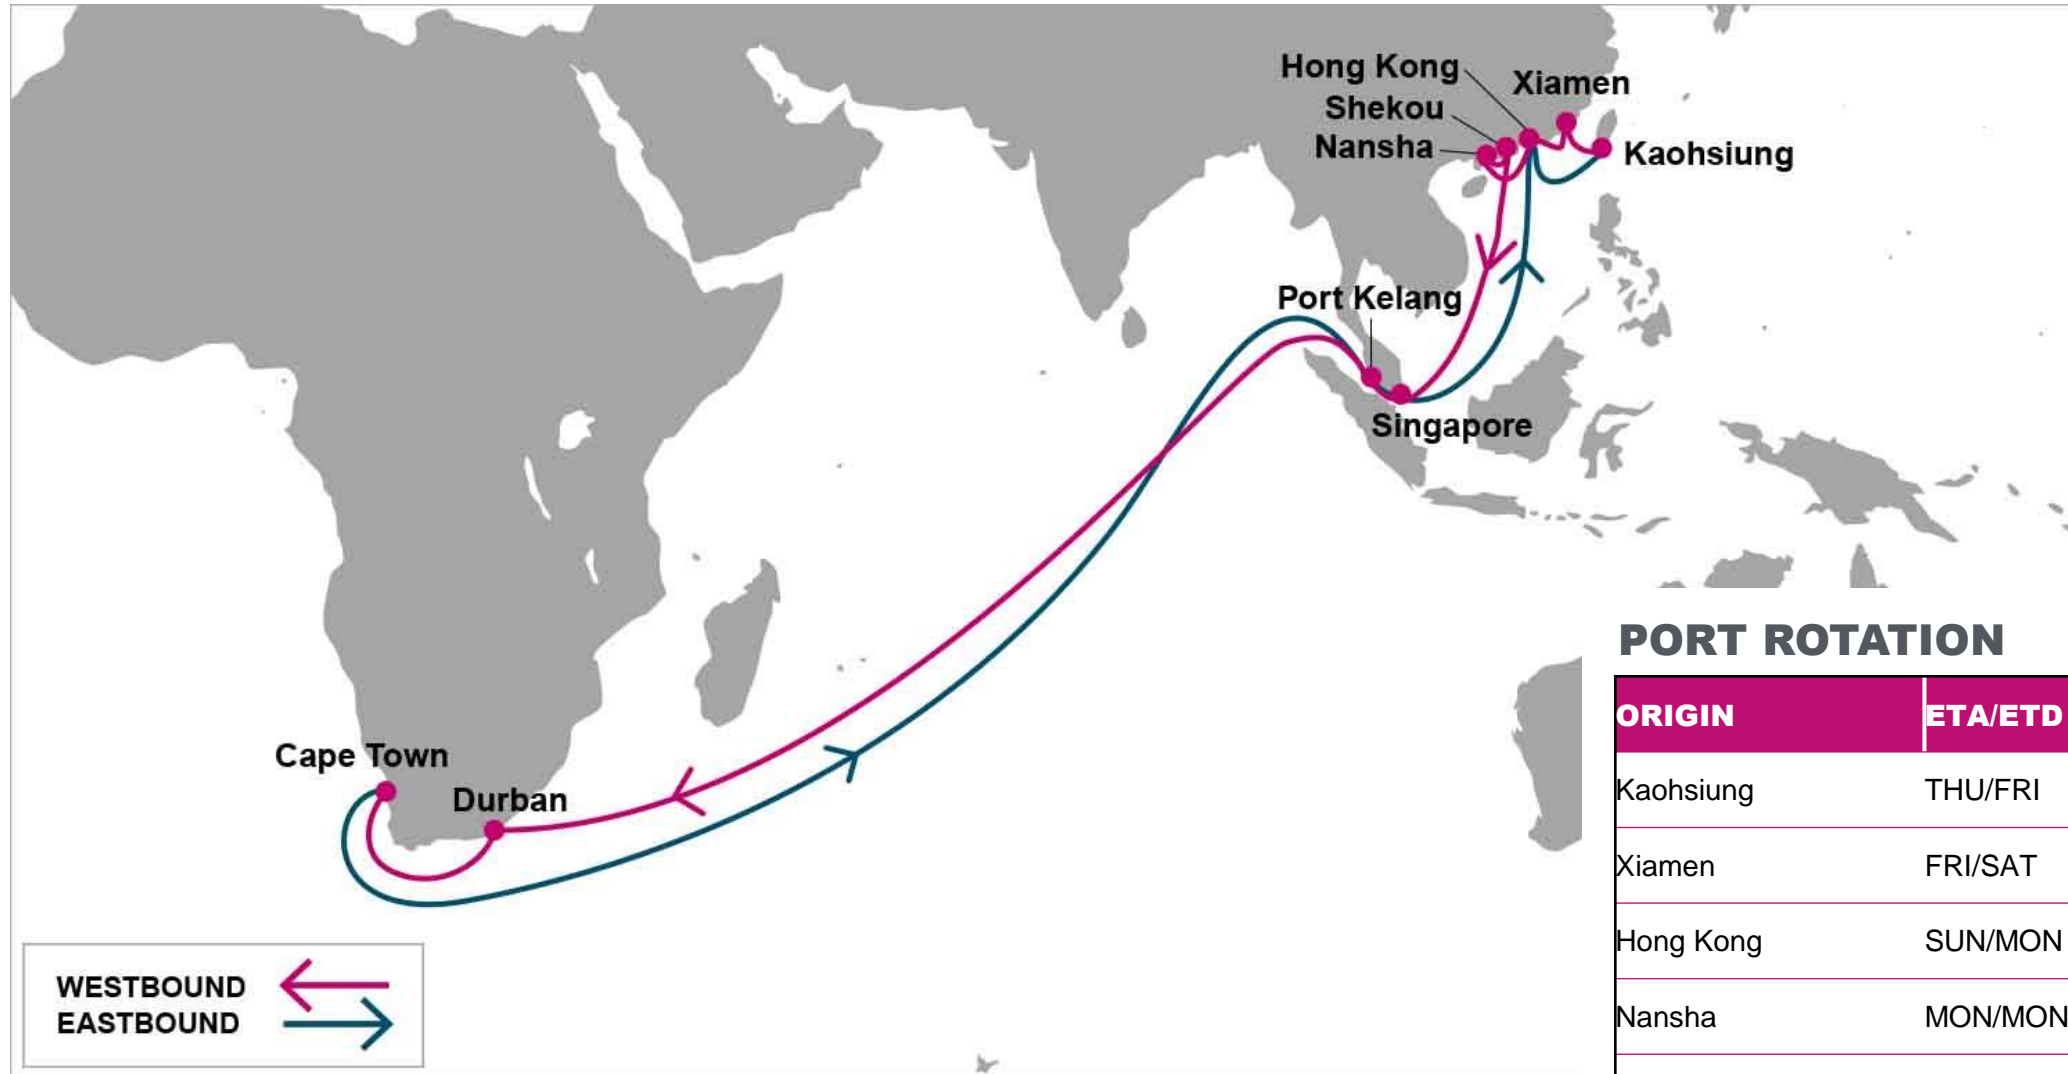 Hong Kong
Xiamen
Shekou
Nansha
Kaohsiung
Port Kelang
Singapore
Cape Town
Durban
WESTBOUND
EASTBOUND
PORT ROTATION
ORIGIN ETA/ETD
Kaohsiung THU/FRI
Xiamen FRI/SAT
Hong Kong SUN/MON
Nansha MON/MON